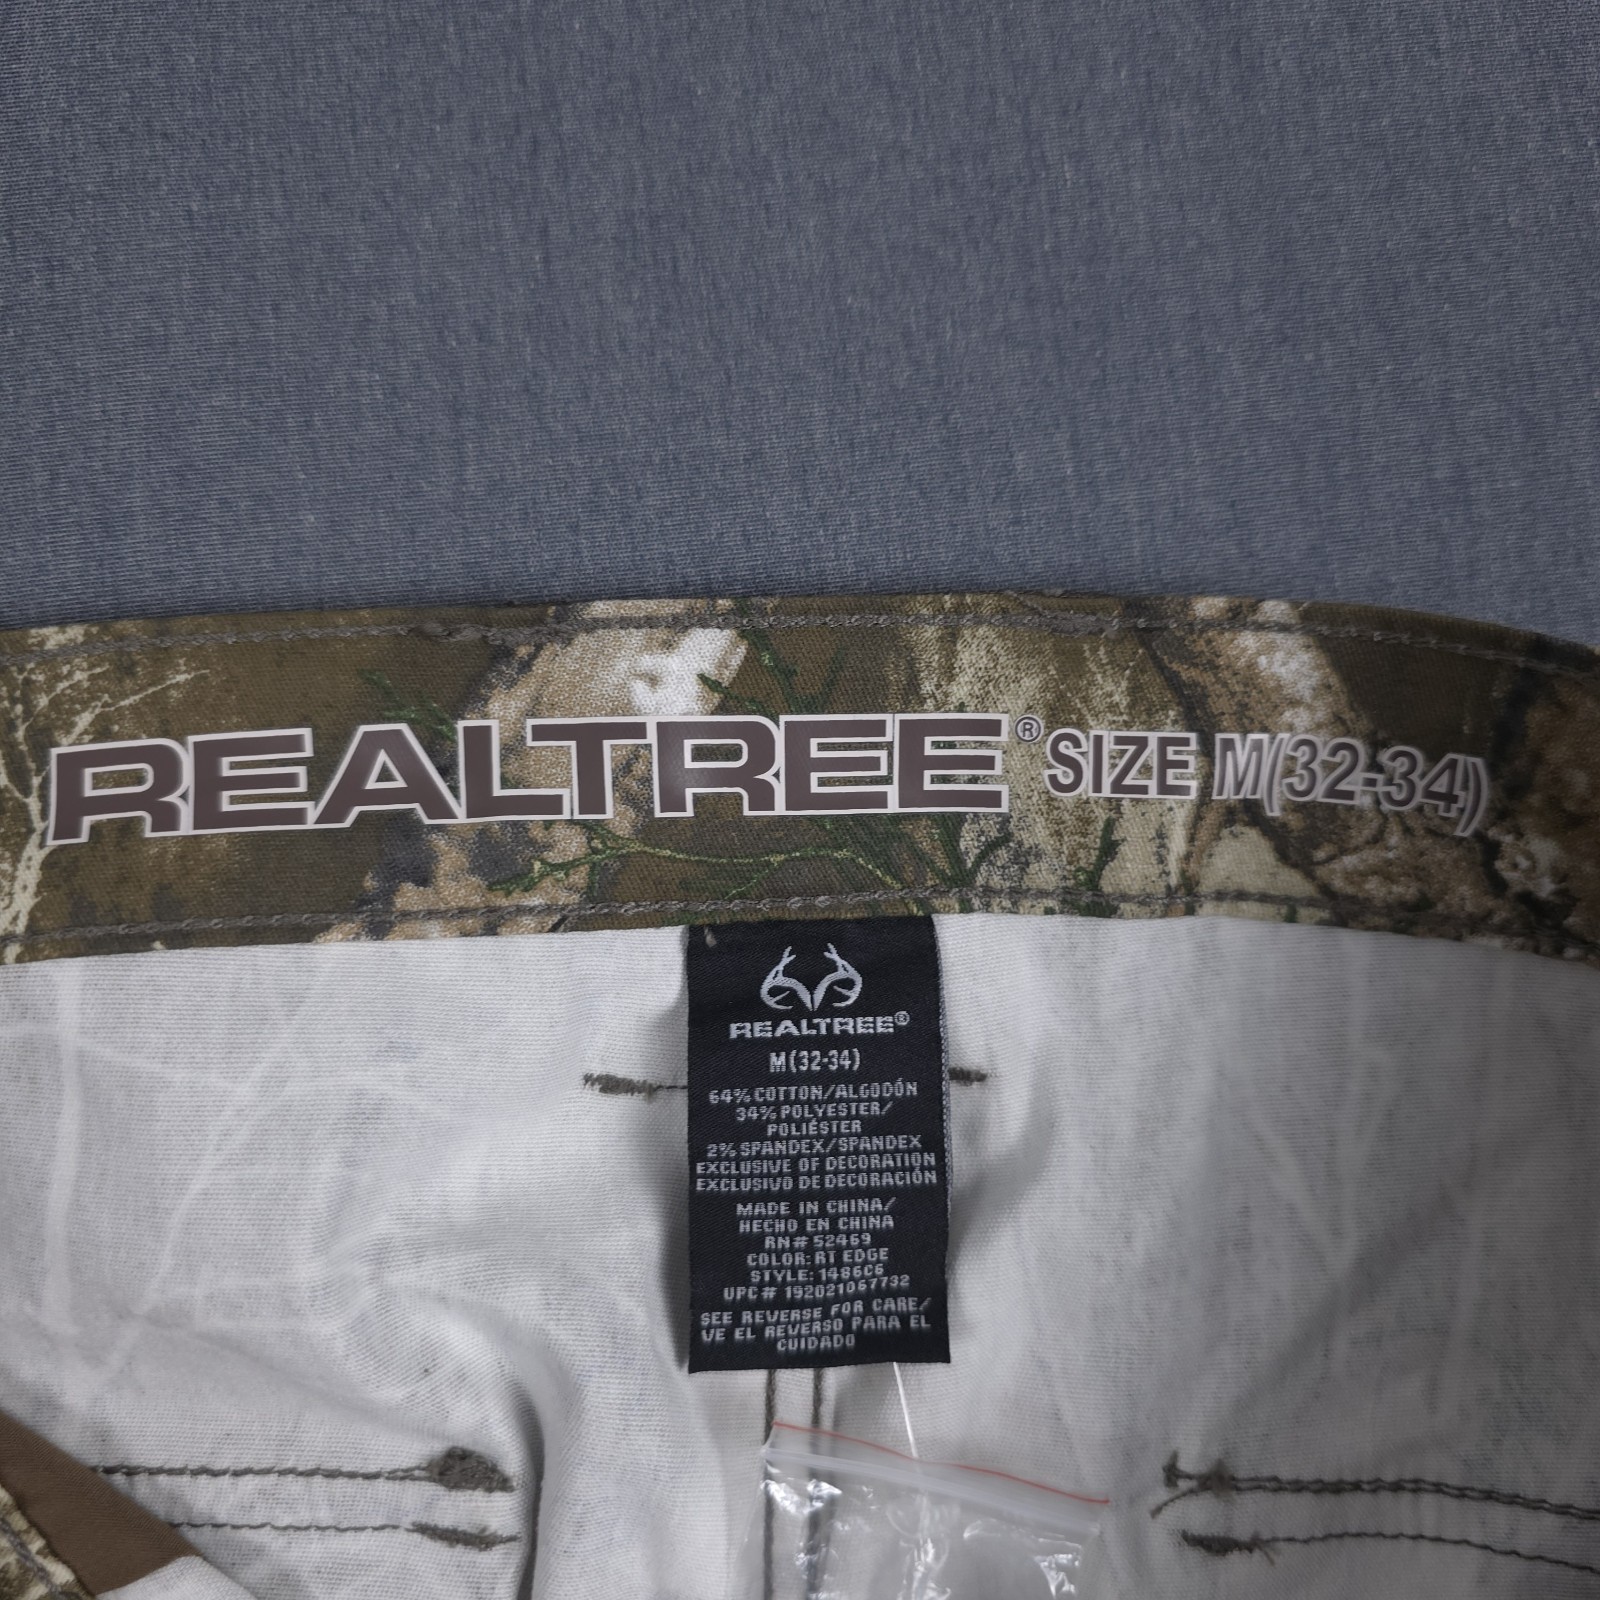 REALTREE® SIZE M(32-34)
REALTREE®
M(32-34)
64% COTTON/ALGODÓN
34% POLYESTER/
POLIÉSTER
2% SPANDEX/SPANDEX
EXCLUSIVE OF DECORATION
EXCLUSIVO DE DECORACIÓN
MADE IN CHINA/
HECHO EN CHINA
RN# 52469
COLOR: RT EDGE
STYLE: 1486C6
UPC# 192021067732
SEE REVERSE FOR CARE/
VE EL REVERSO PARA EL
CUIDADO